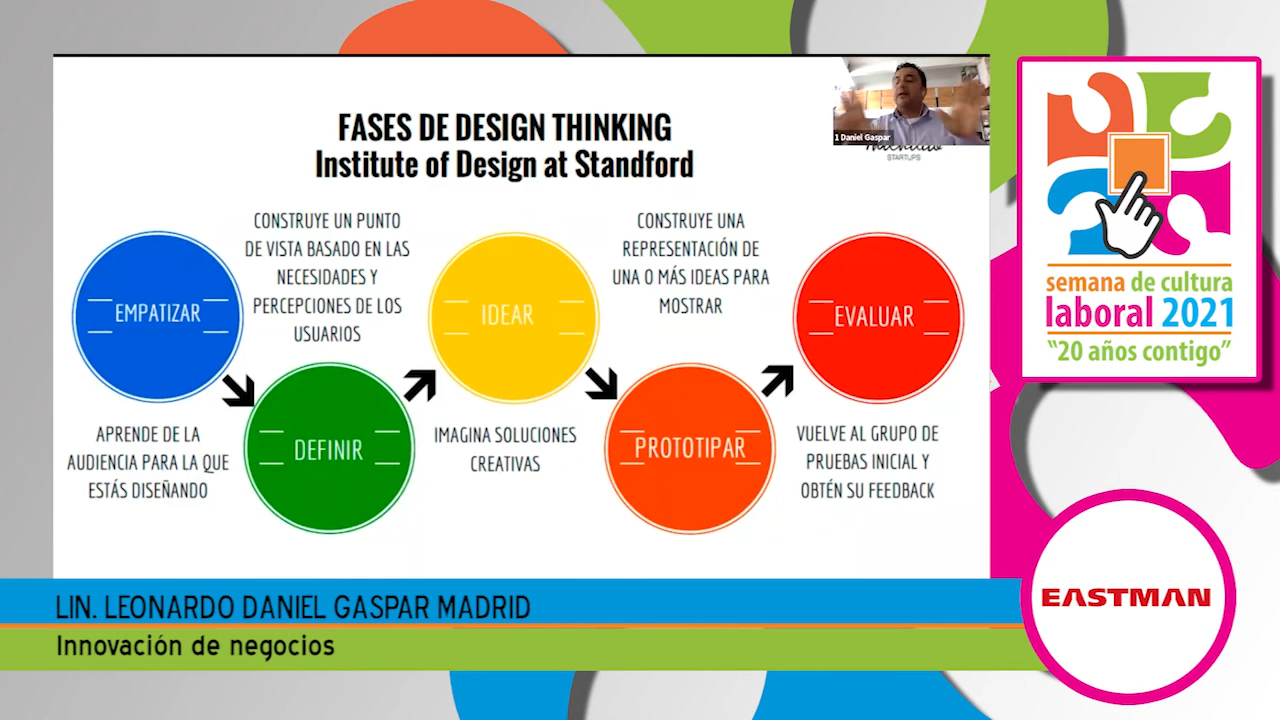 FASES DE DESIGN THINKING
Institute of Design at Standford
1 Daniel Gaspar
STARTUPS
EMPATIZAR
APRENDE DE LA
AUDIENCIA PARA LA QUE
ESTÁS DISEÑANDO
CONSTRUYE UN PUNTO
DE VISTA BASADO EN LAS
NECESIDADES Y
PERCEPCIONES DE LOS
USUARIOS
DEFINIR
IDEAR
IMAGINA SOLUCIONES
CREATIVAS
CONSTRUYE UNA
REPRESENTACIÓN DE
UNA O MÁS IDEAS PARA
MOSTRAR
PROTOTIPAR
EVALUAR
VUELVE AL GRUPO DE
PRUEBAS INICIAL Y
OBTÉN SU FEEDBACK
semana de cultura
laboral 2021
"20 años contigo"
LIN. LEONARDO DANIEL GASPAR MADRID
Innovación de negocios
EASTMAN